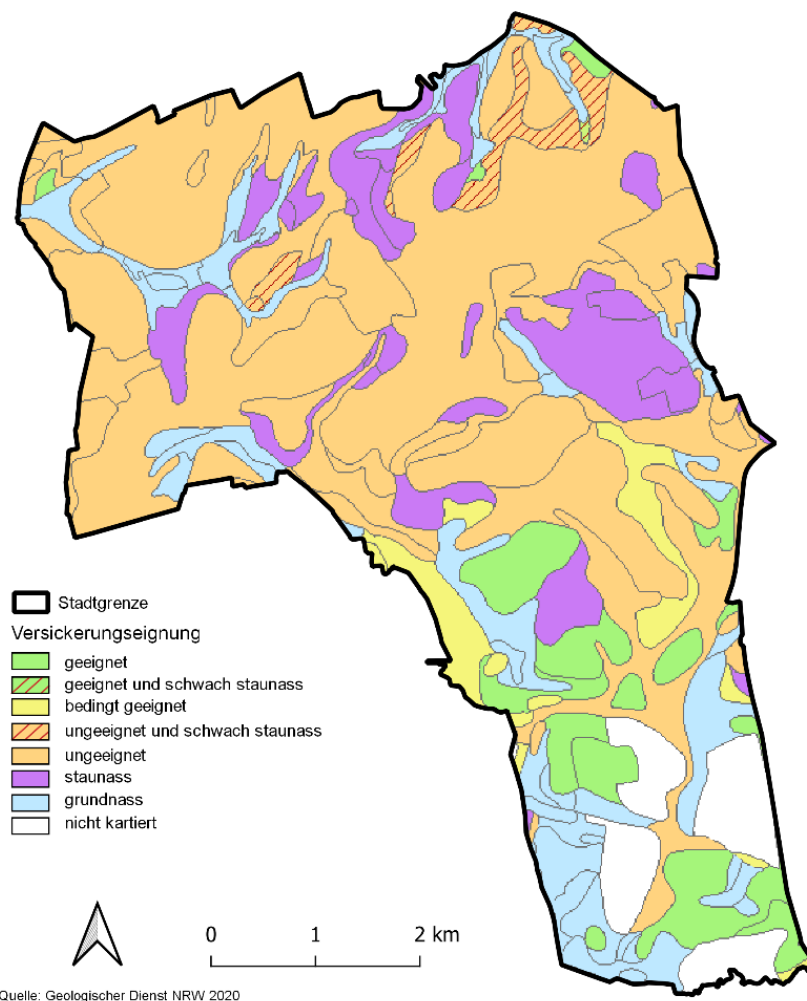 Stadtgrenze
Versickerungseignung
geeignet
geeignet und schwach staunass
bedingt geeignet
ungeeignet und schwach staunass
ungeeignet
staunass
grundnass
nicht kartiert
0 1 2 km
Quelle: Geologischer Dienst NRW 2020